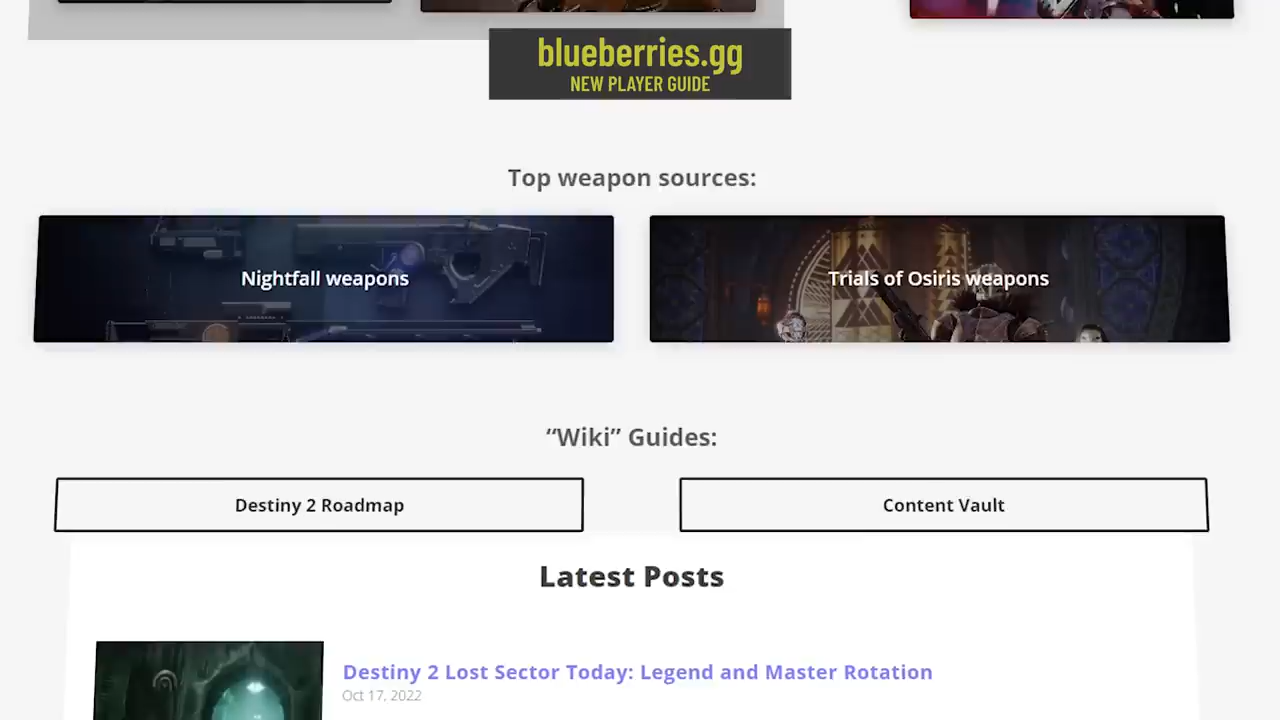 blueberries.gg
NEW PLAYER GUIDE
Top weapon sources:
Nightfall weapons
Trials of Osiris weapons
“Wiki” Guides:
Destiny 2 Roadmap
Content Vault
Latest Posts
Destiny 2 Lost Sector Today: Legend and Master Rotation
Oct 17, 2022